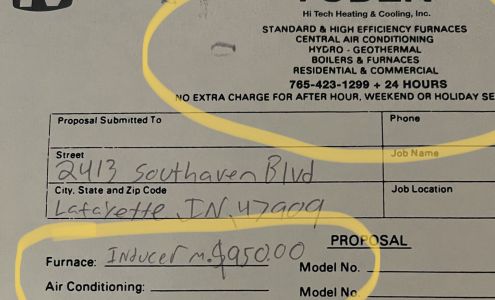 Hi Tech Heating & Cooling, Inc.
STANDARD & HIGH EFFICIENCY FURNACES
CENTRAL AIR CONDITIONING
HYDRO - GEOTHERMAL
BOILERS & FURNACES
RESIDENTIAL & COMMERCIAL
765-423-1299 + 24 HOURS
NO EXTRA CHARGE FOR AFTER HOUR, WEEKEND OR HOLIDAY SE
Proposal Submitted To Phone
Street Job Name
2413 Southaven Blvd
City, State and Zip Code Job Location
Lafayette, IN, 47909
PROPOSAL
Furnace: Inducer m. $950.00 Model No.
Air Conditioning: Model No.